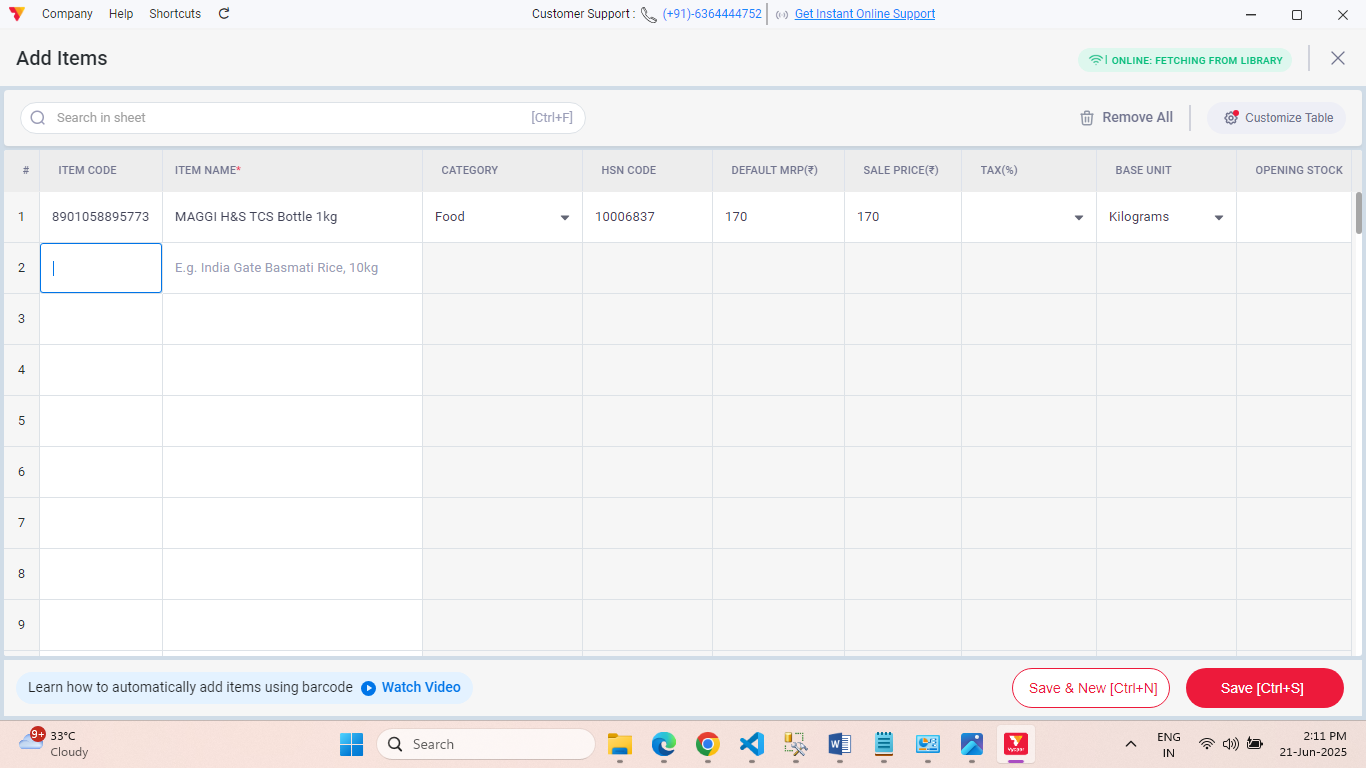 Company Help Shortcuts Customer Support : (+91)-6364444752 Get Instant Online Support
Add Items
ONLINE: FETCHING FROM LIBRARY
Search in sheet [Ctrl+F] Remove All Customize Table
# ITEM CODE ITEM NAME* CATEGORY HSN CODE DEFAULT MRP(₹) SALE PRICE(₹) TAX(%) BASE UNIT OPENING STOCK
1 8901058895773 MAGGI H&S TCS Bottle 1kg Food 10006837 170 170 Kilograms
2 E.g. India Gate Basmati Rice, 10kg
3
4
5
6
7
8
9
Learn how to automatically add items using barcode Watch Video Save & New [Ctrl+N] Save [Ctrl+S]
9+ 33°C
Cloudy
Search
Vyapar
ENG
IN
2:11 PM
21-Jun-2025